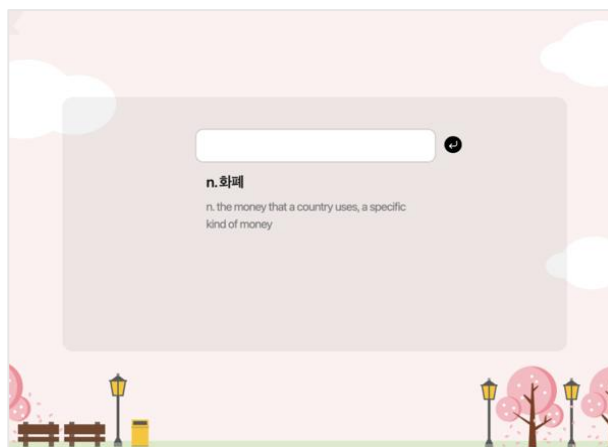 n. 화폐
n. the money that a country uses, a specific
kind of money